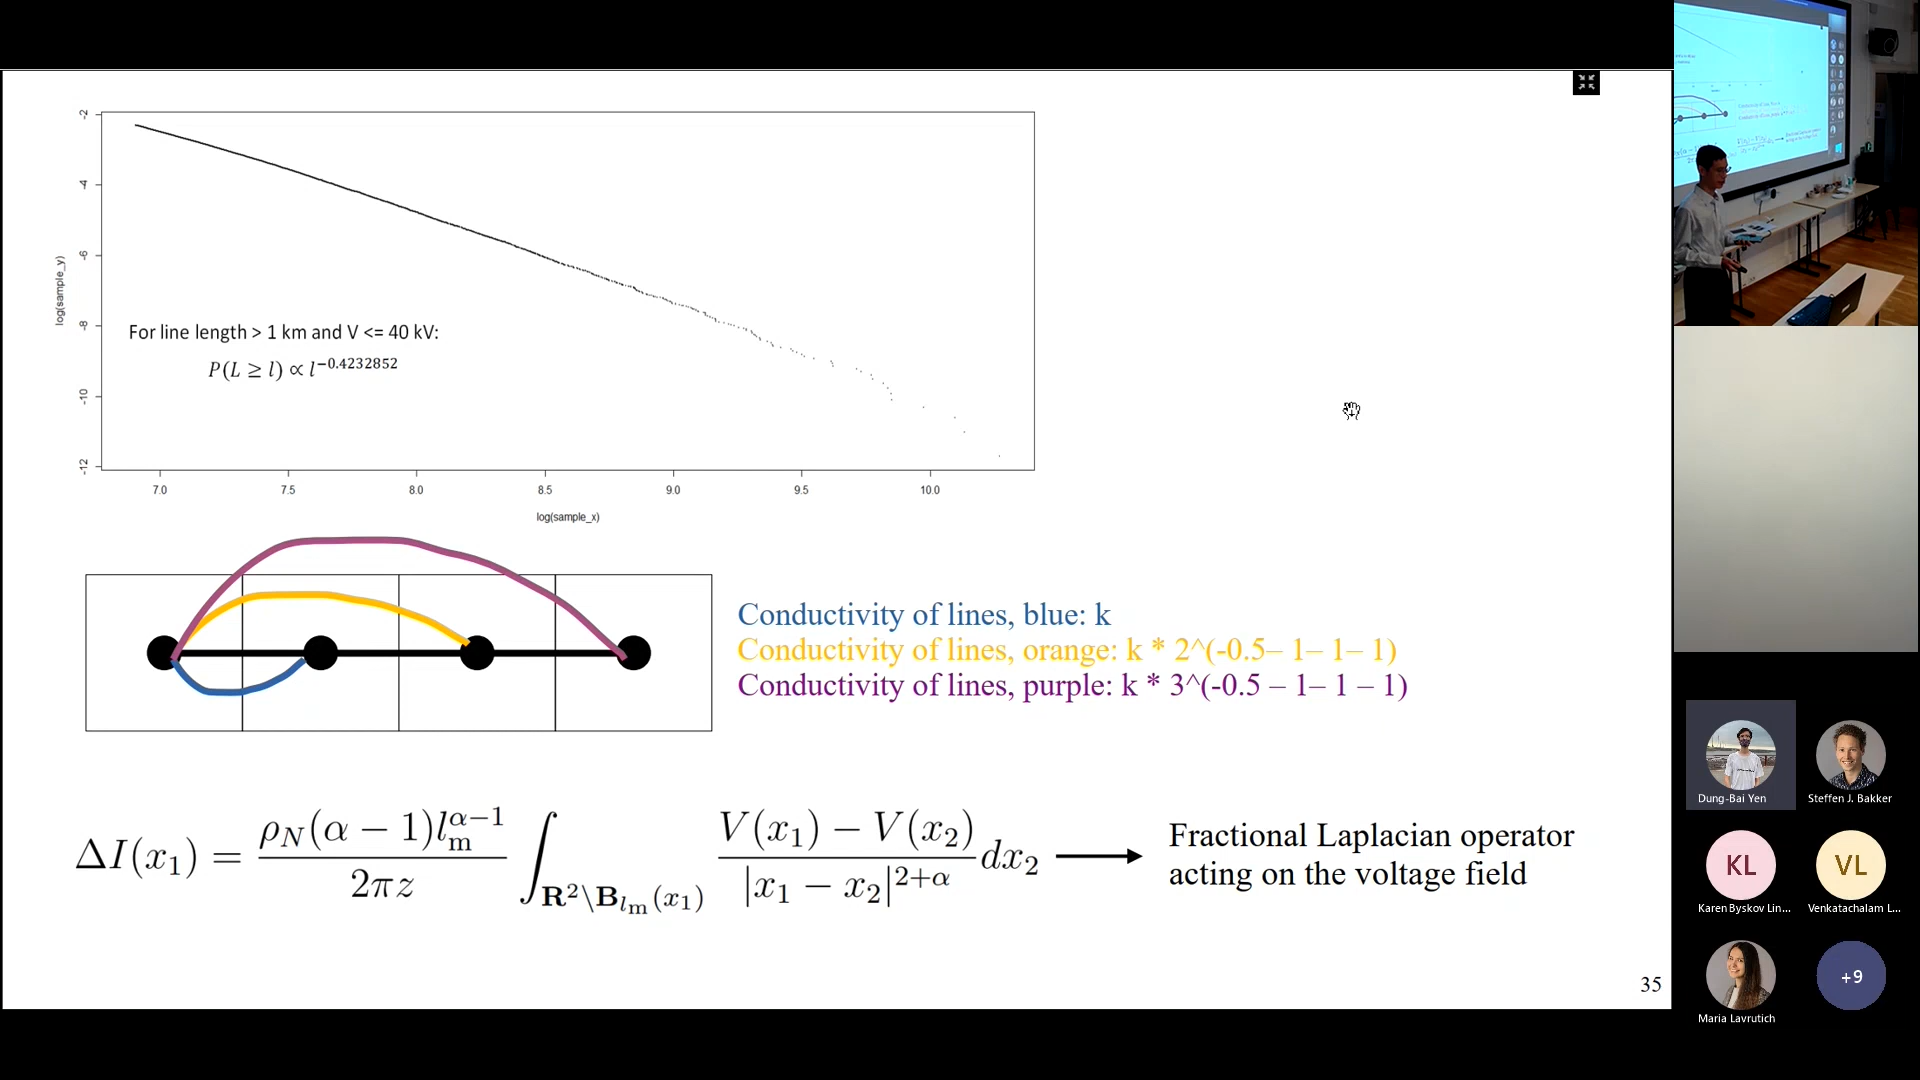 -2
-4
-6
-8
-10
-12
log(sample_y)
For line length > 1 km and V <= 40 kV:
P(L ≥ l) ∝ l^−0.4232852
7.0 7.5 8.0 8.5 9.0 9.5 10.0
log(sample_x)
Conductivity of lines, blue: k
Conductivity of lines, orange: k * 2^(-0.5– 1– 1– 1)
Conductivity of lines, purple: k * 3^(-0.5 – 1– 1 – 1)
ΔI(x₁) = ρ_N(α − 1)l_m^{α−1} / 2πz ∫_{R²\B_{l_m}(x₁)} V(x₁) − V(x₂) / |x₁ − x₂|^{2+α} dx₂
Fractional Laplacian operator
acting on the voltage field
35
Dung-Bai Yen
Steffen J. Bakker
KL
VL
Karen Byskov Lin...
Venkatachalam L...
+9
Maria Lavrutich